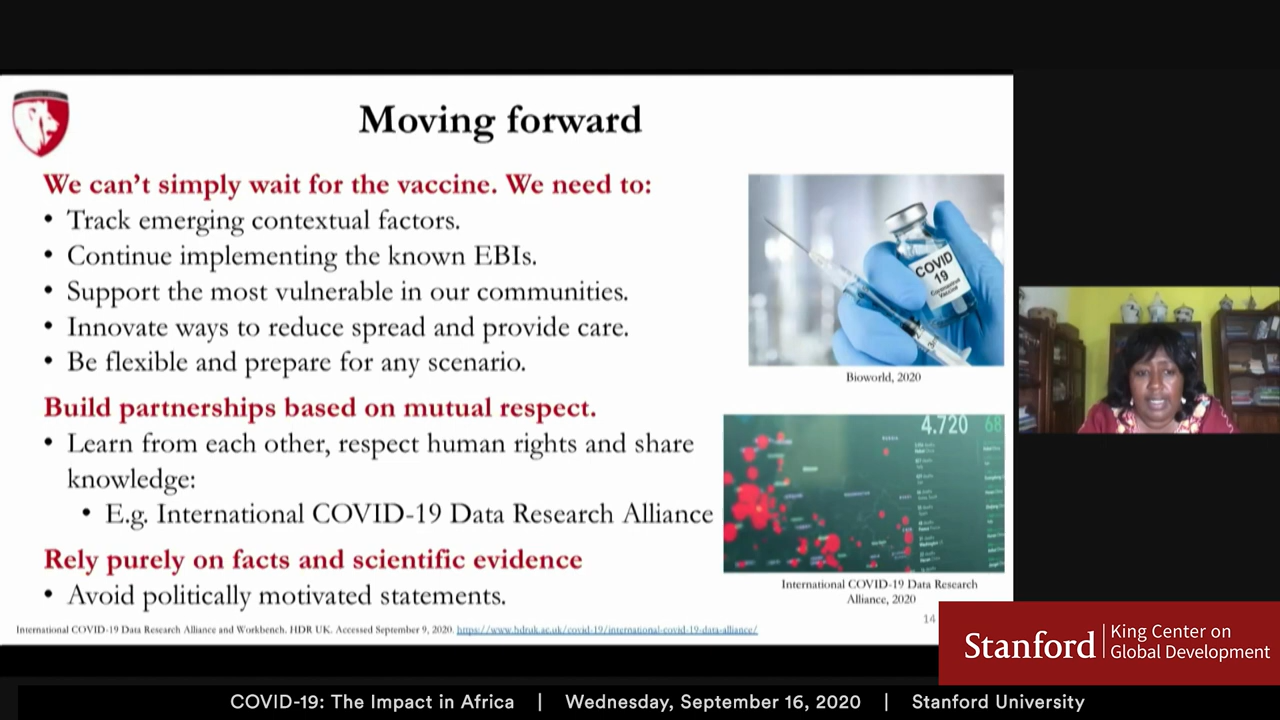 Moving forward
We can't simply wait for the vaccine. We need to:
• Track emerging contextual factors.
• Continue implementing the known EBIs.
• Support the most vulnerable in our communities.
• Innovate ways to reduce spread and provide care.
• Be flexible and prepare for any scenario.
Build partnerships based on mutual respect.
• Learn from each other, respect human rights and share
knowledge:
• E.g. International COVID-19 Data Research Alliance
Rely purely on facts and scientific evidence
• Avoid politically motivated statements.
International COVID-19 Data Research Alliance and Workbench. HDR UK. Accessed September 9, 2020. https://www.hdruk.ac.uk/covid-19/international-covid-19-data-alliance/
COVID
19
Coronavirus
Vaccine
Bioworld, 2020
4.720 68
International COVID-19 Data Research
Alliance, 2020
14
Stanford
King Center on
Global Development
COVID-19: The Impact in Africa | Wednesday, September 16, 2020 | Stanford University